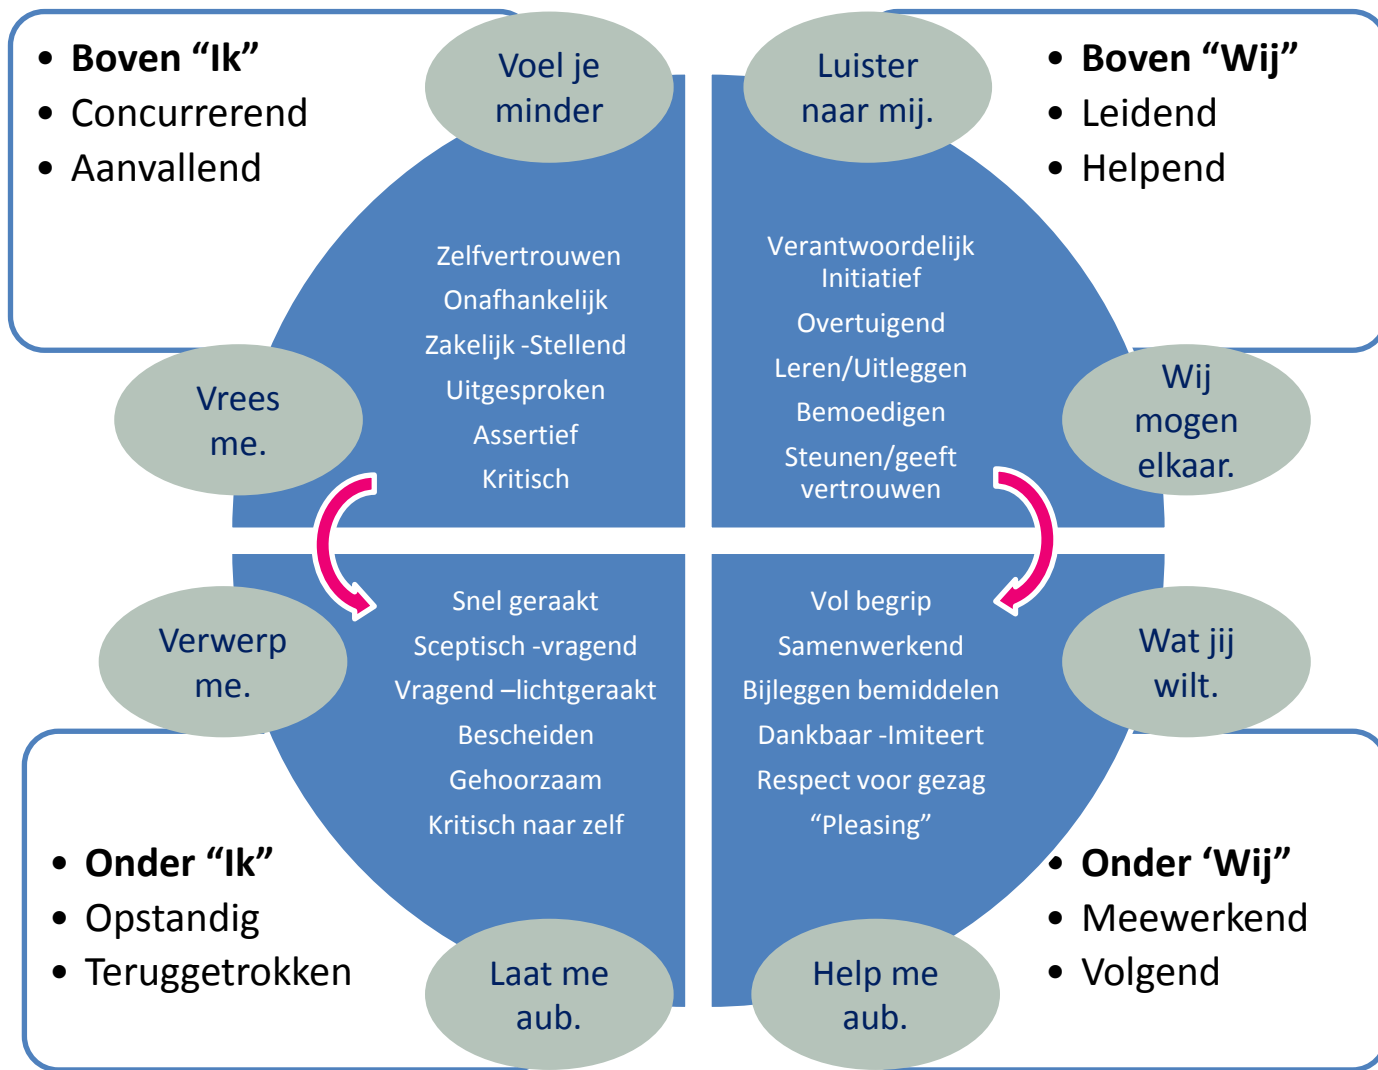 • Boven “Ik”
• Concurrerend
• Aanvallend
Voel je
minder
Luister
naar mij.
• Boven “Wij”
• Leidend
• Helpend
Zelfvertrouwen
Onafhankelijk
Zakelijk -Stellend
Uitgesproken
Assertief
Kritisch
Verantwoordelijk
Initiatief
Overtuigend
Leren/Uitleggen
Bemoedigen
Steunen/geeft
vertrouwen
Vrees
me.
Wij
mogen
elkaar.
Verwerp
me.
Snel geraakt
Sceptisch -vragend
Vragend –lichtgeraakt
Bescheiden
Gehoorzaam
Kritisch naar zelf
Vol begrip
Samenwerkend
Bijleggen bemiddelen
Dankbaar -Imiteert
Respect voor gezag
“Pleasing”
Wat jij
wilt.
• Onder “Ik”
• Opstandig
• Teruggetrokken
Laat me
aub.
Help me
aub.
• Onder ‘Wij”
• Meewerkend
• Volgend